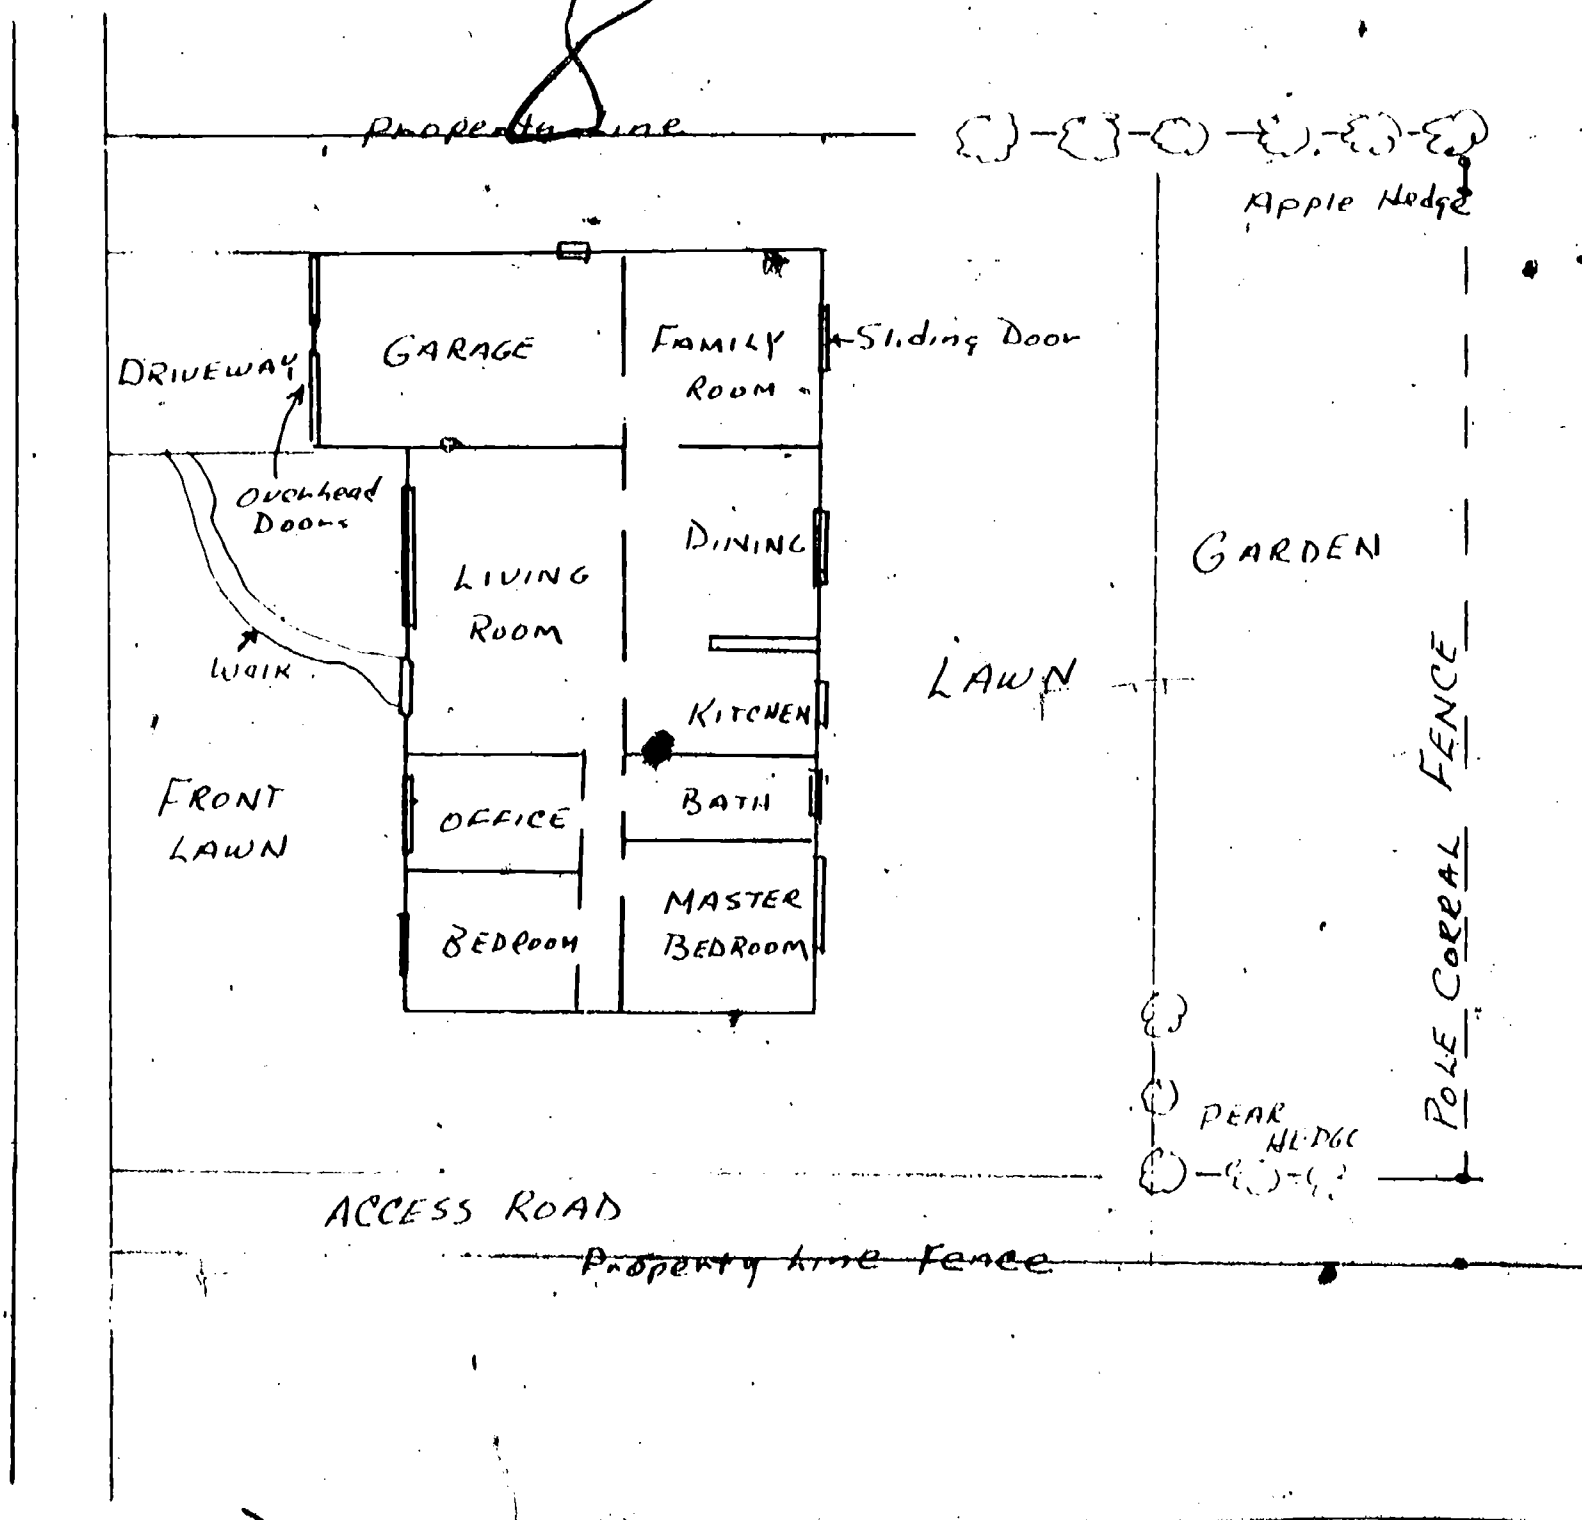 Property Line
Apple Hedge
GARAGE
FAMILY
ROOM
Sliding Door
DRIVEWAY
Overhead
Doors
DINING
GARDEN
LIVING
ROOM
Walk
LAWN
KITCHEN
FRONT
LAWN
OFFICE
BATH
MASTER
BEDROOM
BEDROOM
POLE CORRAL FENCE
PEAR
HEDGE
ACCESS ROAD
Property Line Fence